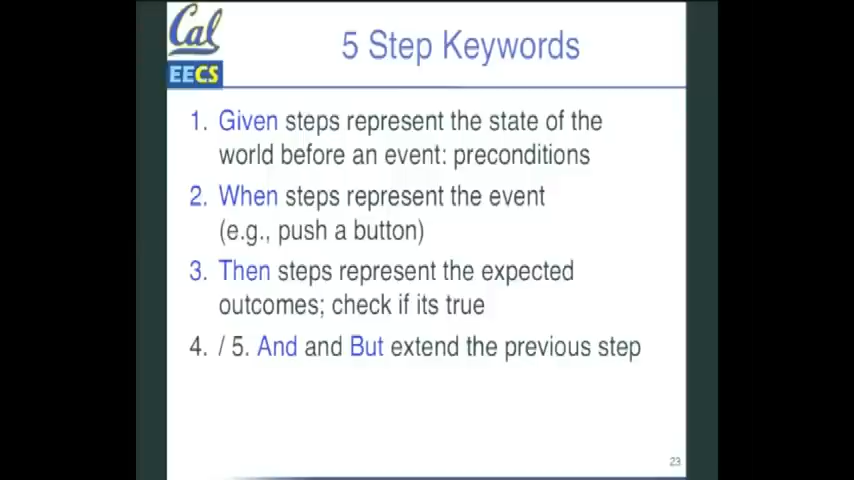 Cal
EECS
5 Step Keywords
1. Given steps represent the state of the
world before an event: preconditions
2. When steps represent the event
(e.g., push a button)
3. Then steps represent the expected
outcomes; check if its true
4. / 5. And and But extend the previous step
23